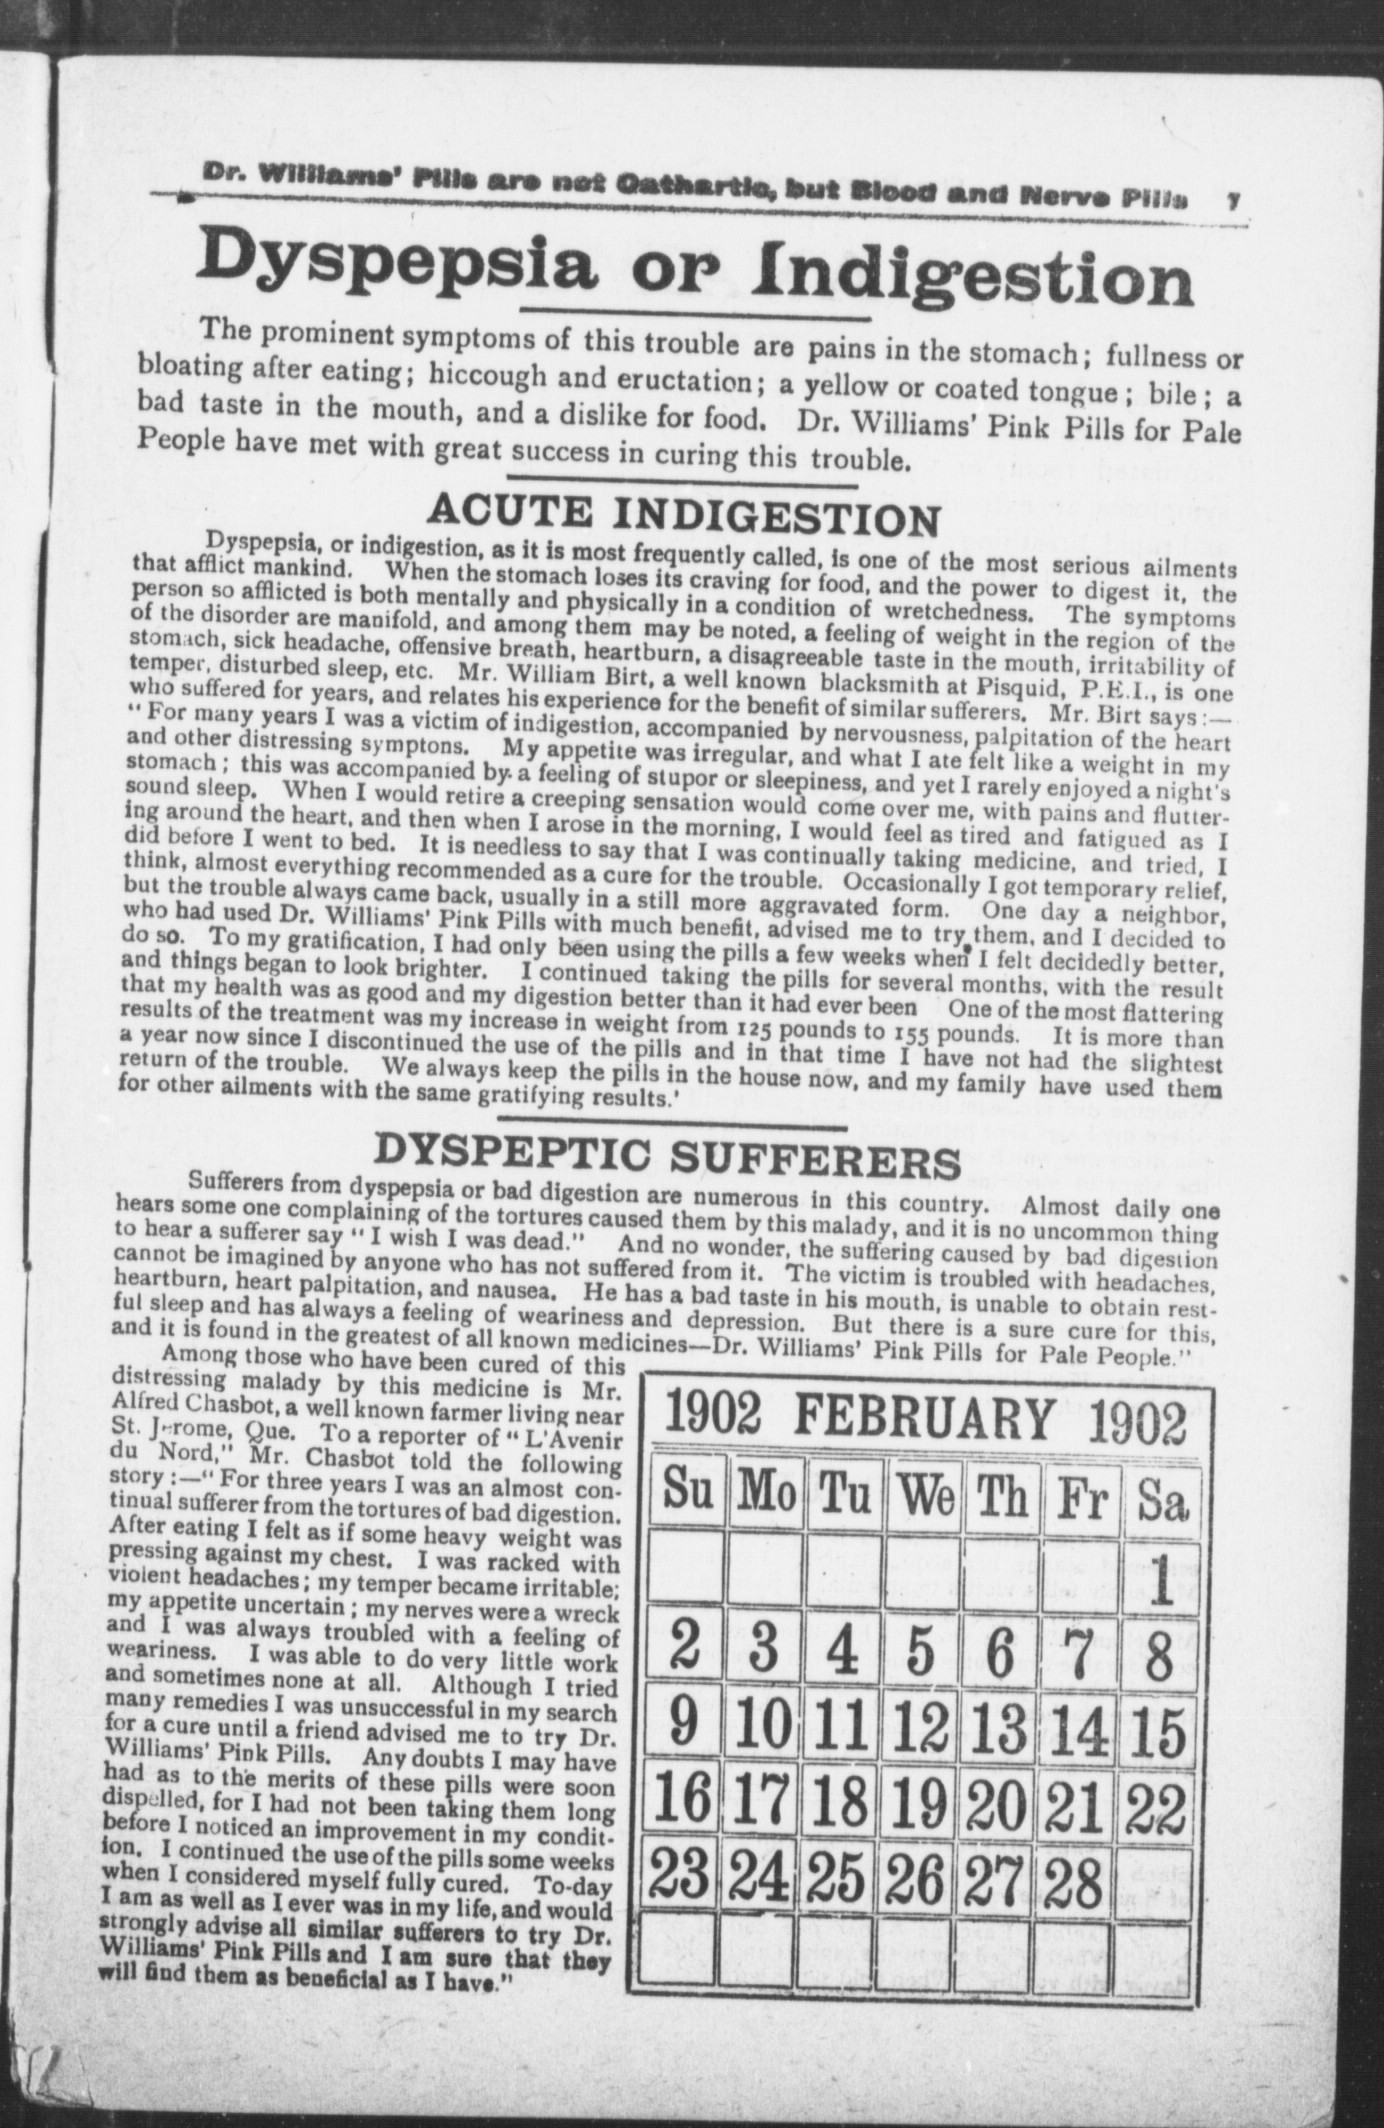 Dr. Williams' Pills are not Cathartic, but Blood and Nerve Pills 7
Dyspepsia or Indigestion
The prominent symptoms of this trouble are pains in the stomach; fullness or
bloating after eating; hiccough and eructation; a yellow or coated tongue; bile; a
bad taste in the mouth, and a dislike for food. Dr. Williams' Pink Pills for Pale
People have met with great success in curing this trouble.
ACUTE INDIGESTION
Dyspepsia, or indigestion, as it is most frequently called, is one of the most serious ailments
that afflict mankind. When the stomach loses its craving for food, and the power to digest it, the
person so afflicted is both mentally and physically in a condition of wretchedness. The symptoms
of the disorder are manifold, and among them may be noted, a feeling of weight in the region of the
stomach, sick headache, offensive breath, heartburn, a disagreeable taste in the mouth, irritability of
temper, disturbed sleep, etc. Mr. William Birt, a well known blacksmith at Pisquid, P.E.I., is one
who suffered for years, and relates his experience for the benefit of similar sufferers. Mr. Birt says:—
"For many years I was a victim of indigestion, accompanied by nervousness, palpitation of the heart
and other distressing symptons. My appetite was irregular, and what I ate felt like a weight in my
stomach; this was accompanied by a feeling of stupor or sleepiness, and yet I rarely enjoyed a night's
sound sleep. When I would retire a creeping sensation would come over me, with pains and flutter-
ing around the heart, and then when I arose in the morning, I would feel as tired and fatigued as I
did before I went to bed. It is needless to say that I was continually taking medicine, and tried, I
think, almost everything recommended as a cure for the trouble. Occasionally I got temporary relief,
but the trouble always came back, usually in a still more aggravated form. One day a neighbor,
who had used Dr. Williams' Pink Pills with much benefit, advised me to try them, and I decided to
do so. To my gratification, I had only been using the pills a few weeks when I felt decidedly better,
and things began to look brighter. I continued taking the pills for several months, with the result
that my health was as good and my digestion better than it had ever been One of the most flattering
results of the treatment was my increase in weight from 125 pounds to 155 pounds. It is more than
a year now since I discontinued the use of the pills and in that time I have not had the slightest
return of the trouble. We always keep the pills in the house now, and my family have used them
for other ailments with the same gratifying results.'
DYSPEPTIC SUFFERERS
Sufferers from dyspepsia or bad digestion are numerous in this country. Almost daily one
hears some one complaining of the tortures caused them by this malady, and it is no uncommon thing
to hear a sufferer say "I wish I was dead." And no wonder, the suffering caused by bad digestion
cannot be imagined by anyone who has not suffered from it. The victim is troubled with headaches,
heartburn, heart palpitation, and nausea. He has a bad taste in his mouth, is unable to obtain rest-
ful sleep and has always a feeling of weariness and depression. But there is a sure cure for this,
and it is found in the greatest of all known medicines—Dr. Williams' Pink Pills for Pale People."
Among those who have been cured of this
distressing malady by this medicine is Mr.
Alfred Chasbot, a well known farmer living near
St. Jerome, Que. To a reporter of "L'Avenir
du Nord," Mr. Chasbot told the following
story:—"For three years I was an almost con-
tinual sufferer from the tortures of bad digestion.
After eating I felt as if some heavy weight was
pressing against my chest. I was racked with
violent headaches; my temper became irritable;
my appetite uncertain; my nerves were a wreck
and I was always troubled with a feeling of
weariness. I was able to do very little work
and sometimes none at all. Although I tried
many remedies I was unsuccessful in my search
for a cure until a friend advised me to try Dr.
Williams' Pink Pills. Any doubts I may have
had as to the merits of these pills were soon
dispelled, for I had not been taking them long
before I noticed an improvement in my condit-
ion. I continued the use of the pills some weeks
when I considered myself fully cured. To-day
I am as well as I ever was in my life, and would
strongly advise all similar sufferers to try Dr.
Williams' Pink Pills and I am sure that they
will find them as beneficial as I have."
1902 FEBRUARY 1902
Su Mo Tu We Th Fr Sa
1
2 3 4 5 6 7 8
9 10 11 12 13 14 15
16 17 18 19 20 21 22
23 24 25 26 27 28